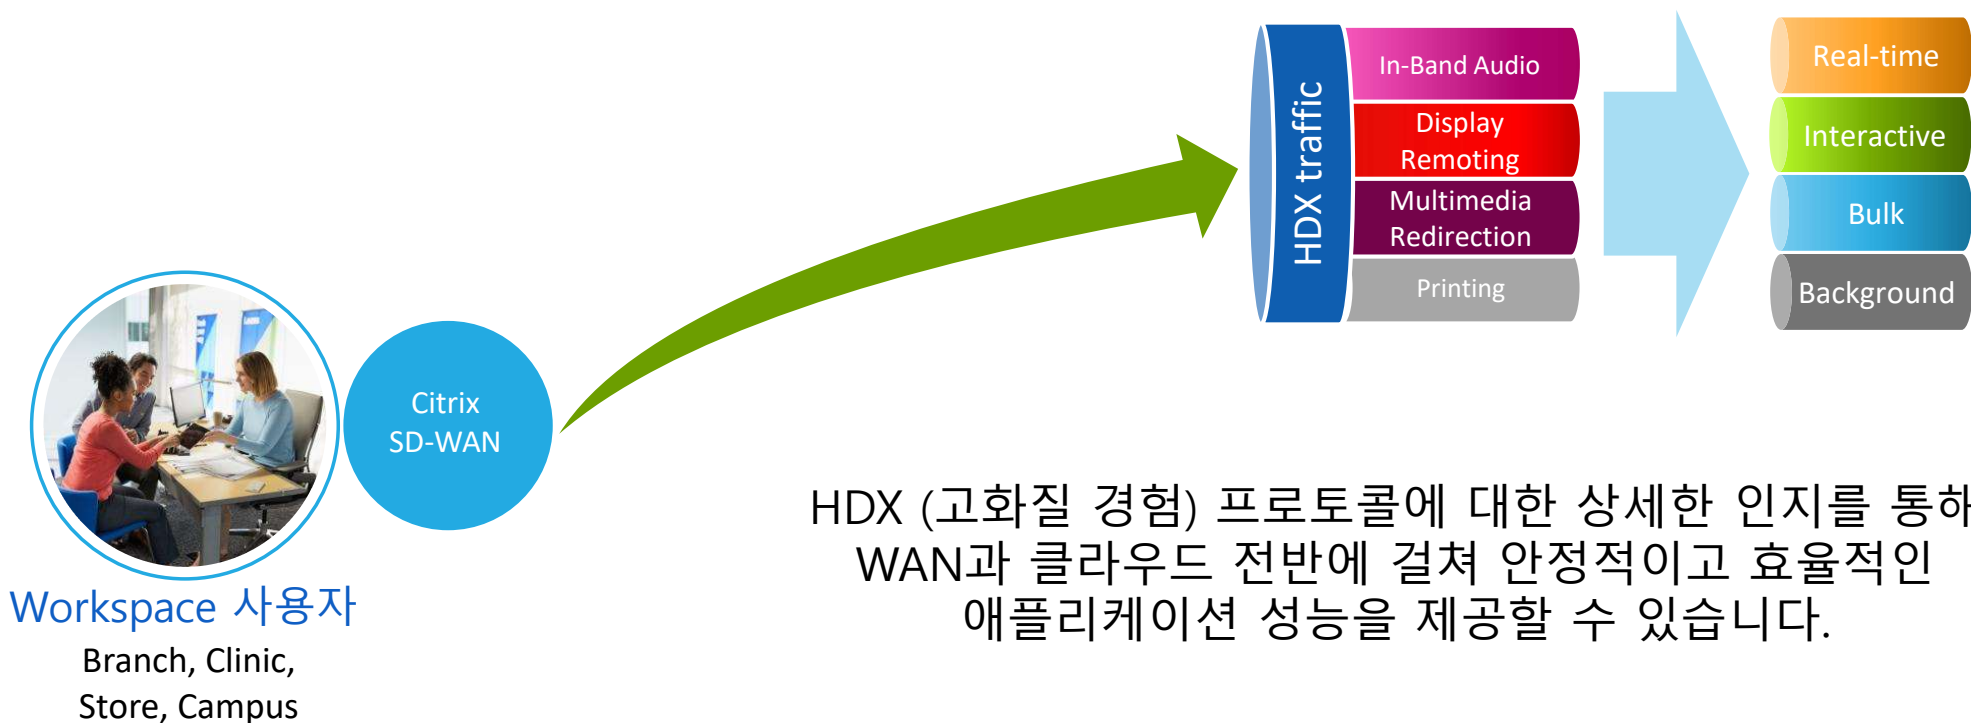 HDX traffic
In-Band Audio
Display
Remoting
Multimedia
Redirection
Printing
Real-time
Interactive
Bulk
Background
Citrix
SD-WAN
HDX (고화질 경험) 프로토콜에 대한 상세한 인지를 통해
WAN과 클라우드 전반에 걸쳐 안정적이고 효율적인
애플리케이션 성능을 제공할 수 있습니다.
Workspace 사용자
Branch, Clinic,
Store, Campus